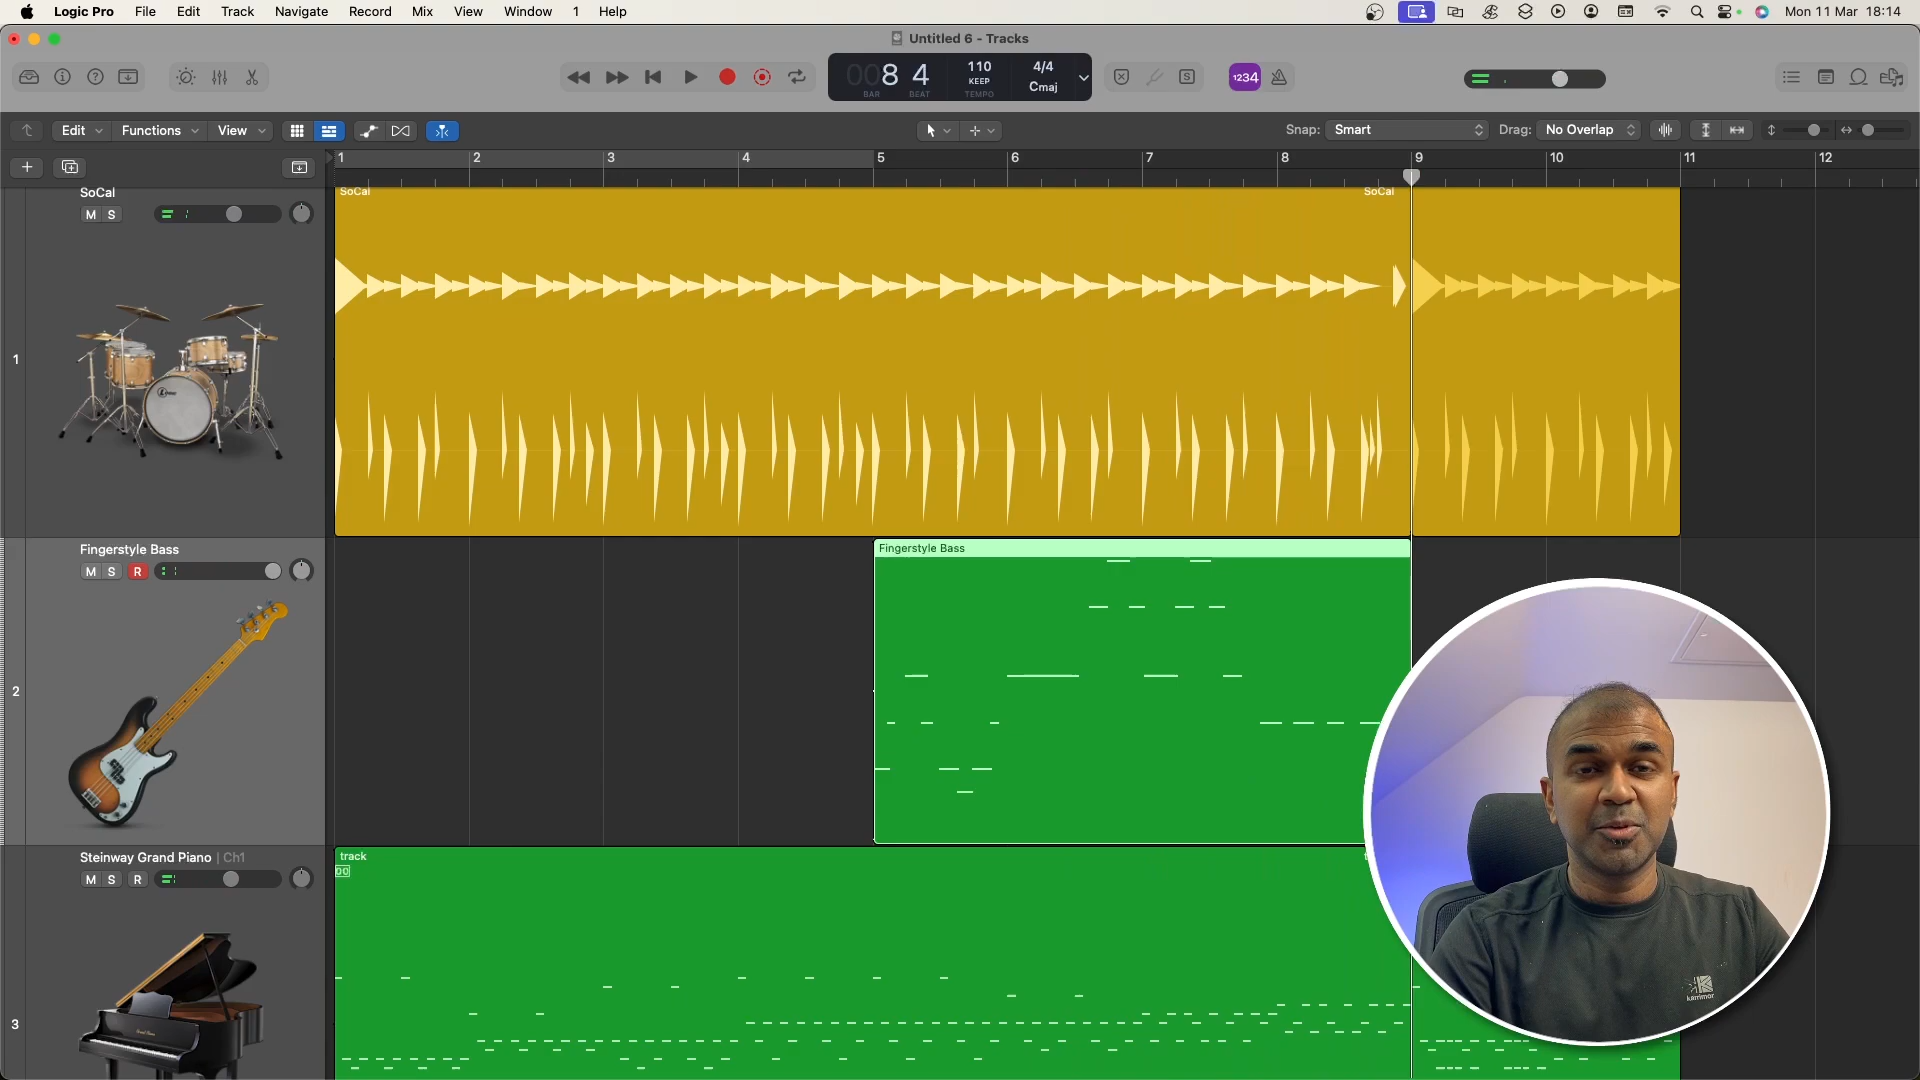 Logic Pro File Edit Track Navigate Record Mix View Window 1 Help Mon 11 Mar 18:14
Untitled 6 - Tracks
8 4 110 4/4
KEEP Cmaj
BAR BEAT TEMPO
S 1234
Edit Functions View Snap: Smart Drag: No Overlap
1 2 3 4 5 6 7 8 9 10 11 12
SoCal SoCal SoCal
M S
1
Fingerstyle Bass Fingerstyle Bass
M S R
2
Steinway Grand Piano | Ch1 track
M S R
3
karrimor